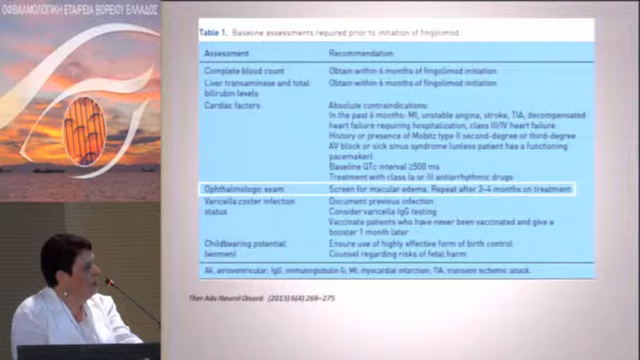 ΟΦΘΑΛΜΟΛΟΓΙΚΗ ΕΤΑΙΡΕΙΑ ΒΟΡΕΙΟΥ ΕΛΛΑΔΟΣ
Table 1. Baseline assessments required prior to initiation of fingolimod.
Assessment Recommendation
Complete blood count Obtain within 6 months of fingolimod initiation
Liver transaminase and total Obtain within 6 months of fingolimod initiation
bilirubin levels
Cardiac factors Absolute contraindications:
In the past 6 months: MI, unstable angina, stroke, TIA, decompensated
heart failure requiring hospitalization, class III/IV heart failure
History or presence of Mobitz type II second-degree or third-degree
AV block or sick sinus syndrome (unless patient has a functioning
pacemaker)
Baseline QTc interval ≥500 ms
Treatment with class Ia or III antiarrhythmic drugs
Ophthalmologic exam Screen for macular edema. Repeat after 3–4 months on treatment
Varicella zoster infection Document previous infection
status Consider varicella IgG testing
Vaccinate patients who have never been vaccinated and give a
booster 1 month later
Childbearing potential Ensure use of highly effective form of birth control
(women) Counsel regarding risks of fetal harm
AV, atrioventricular; IgG, immunoglobulin G; MI, myocardial infarction; TIA, transient ischemic attack.
Ther Adv Neurol Disord (2013) 6(4) 269–275